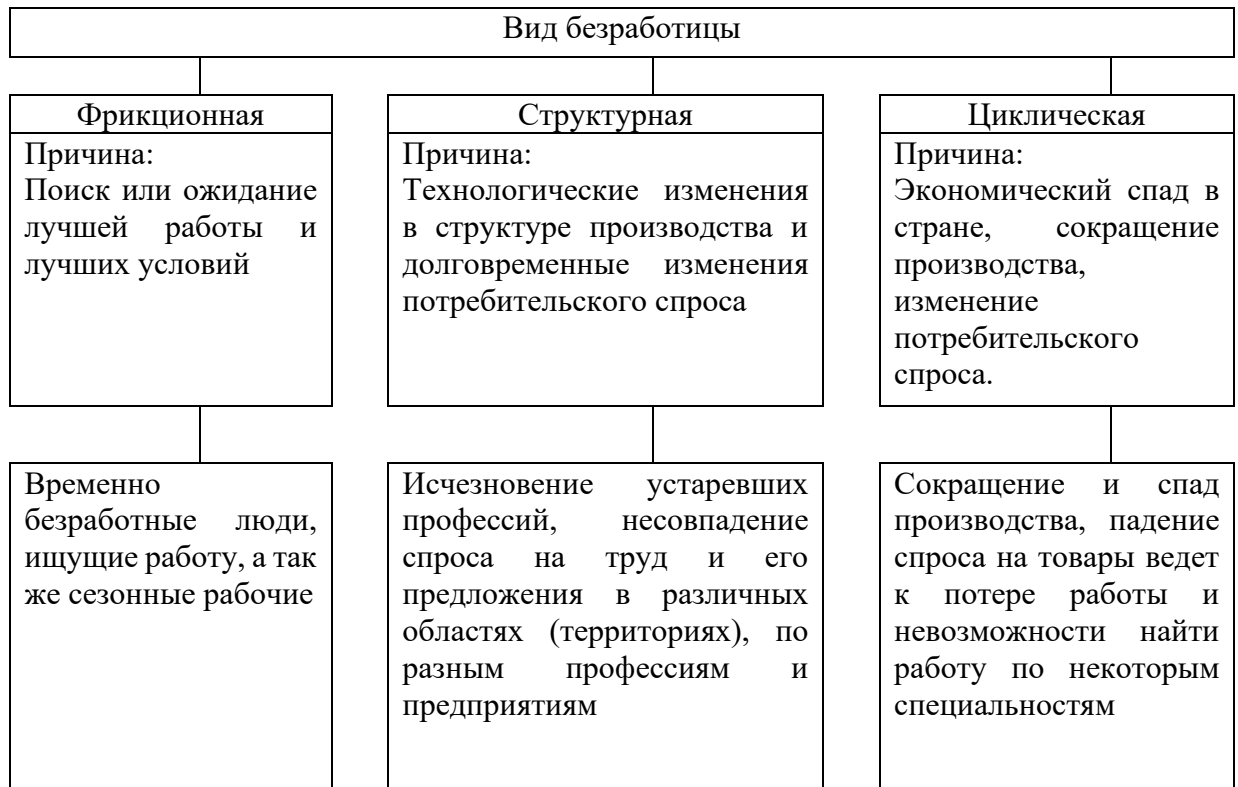 Вид безработицы
Фрикционная
Причина:
Поиск или ожидание
лучшей работы и
лучших условий
Структурная
Причина:
Технологические изменения
в структуре производства и
долговременные изменения
потребительского спроса
Циклическая
Причина:
Экономический спад в
стране, сокращение
производства,
изменение
потребительского
спроса.
Временно
безработные люди,
ищущие работу, а так
же сезонные рабочие
Исчезновение устаревших
профессий, несовпадение
спроса на труд и его
предложения в различных
областях (территориях), по
разным профессиям и
предприятиям
Сокращение и спад
производства, падение
спроса на товары ведет
к потере работы и
невозможности найти
работу по некоторым
специальностям